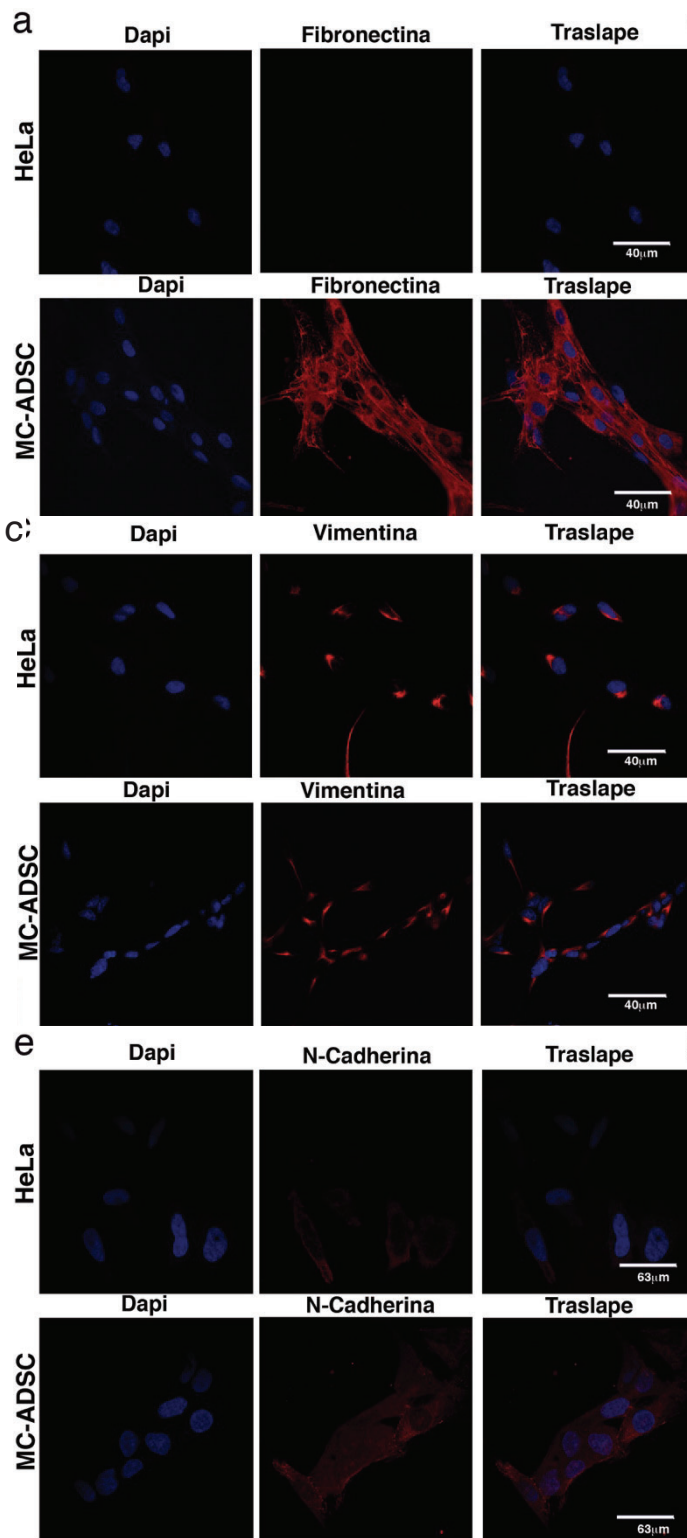 a
Dapi Fibronectina Traslape
HeLa
40μm
Dapi Fibronectina Traslape
MC-ADSC
40μm
c
Dapi Vimentina Traslape
HeLa
40μm
Dapi Vimentina Traslape
MC-ADSC
40μm
e
Dapi N-Cadherina Traslape
HeLa
63μm
Dapi N-Cadherina Traslape
MC-ADSC
63μm